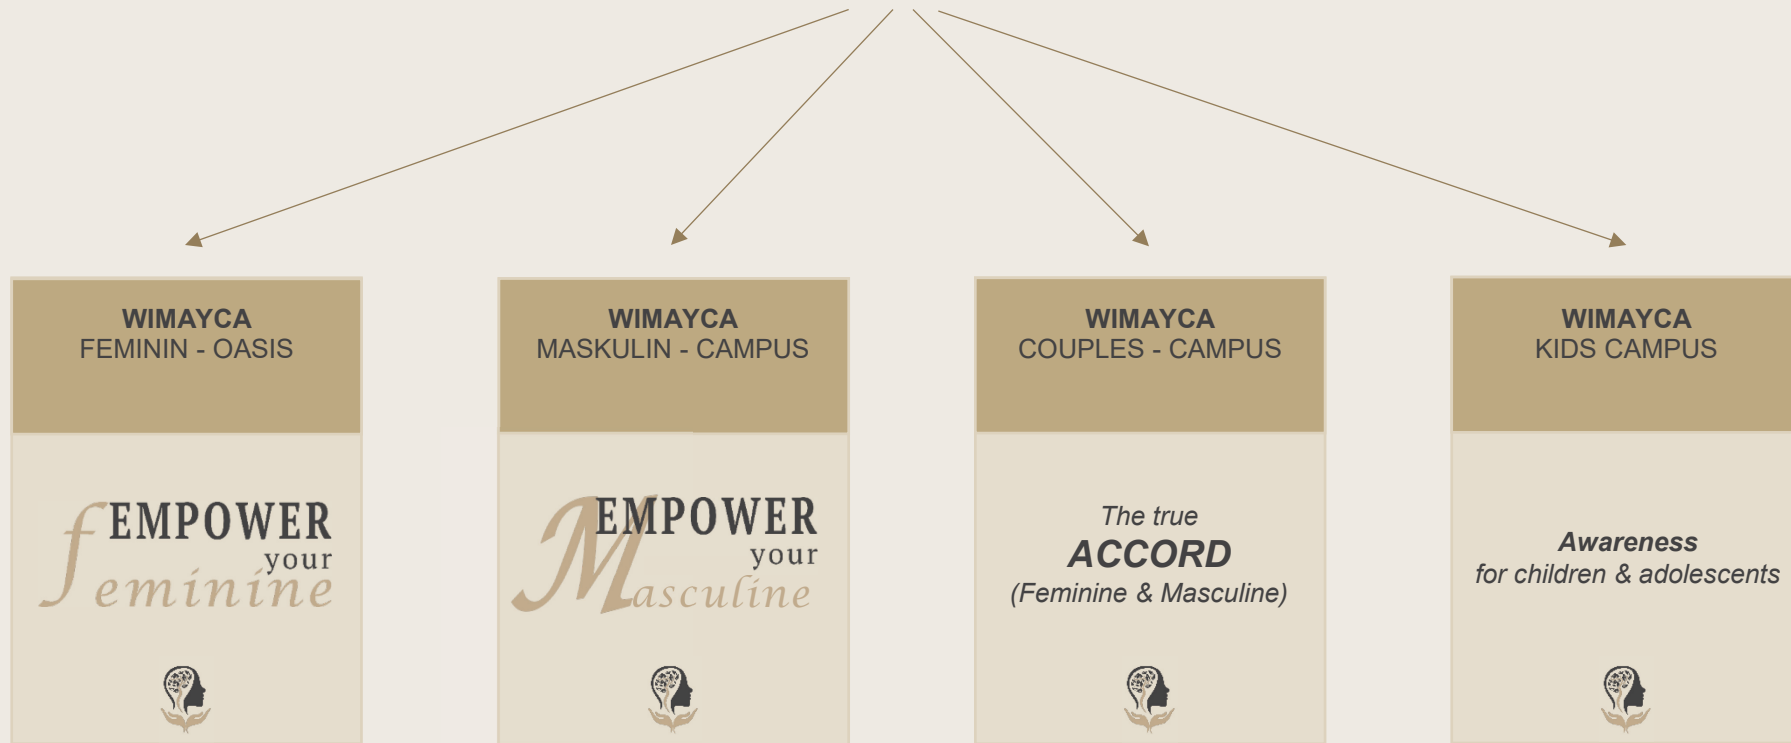 WIMAYCA
FEMININ - OASIS
EMPOWER
your
feminine
WIMAYCA
MASKULIN - CAMPUS
EMPOWER
your
Masculine
WIMAYCA
COUPLES - CAMPUS
The true
ACCORD
(Feminine & Masculine)
WIMAYCA
KIDS CAMPUS
Awareness
for children & adolescents